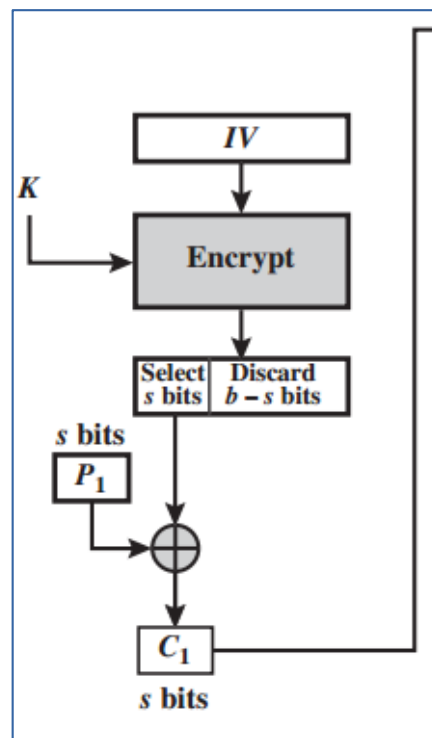 IV
K
Encrypt
Select Discard
s bits b – s bits
s bits
P1
C1
s bits